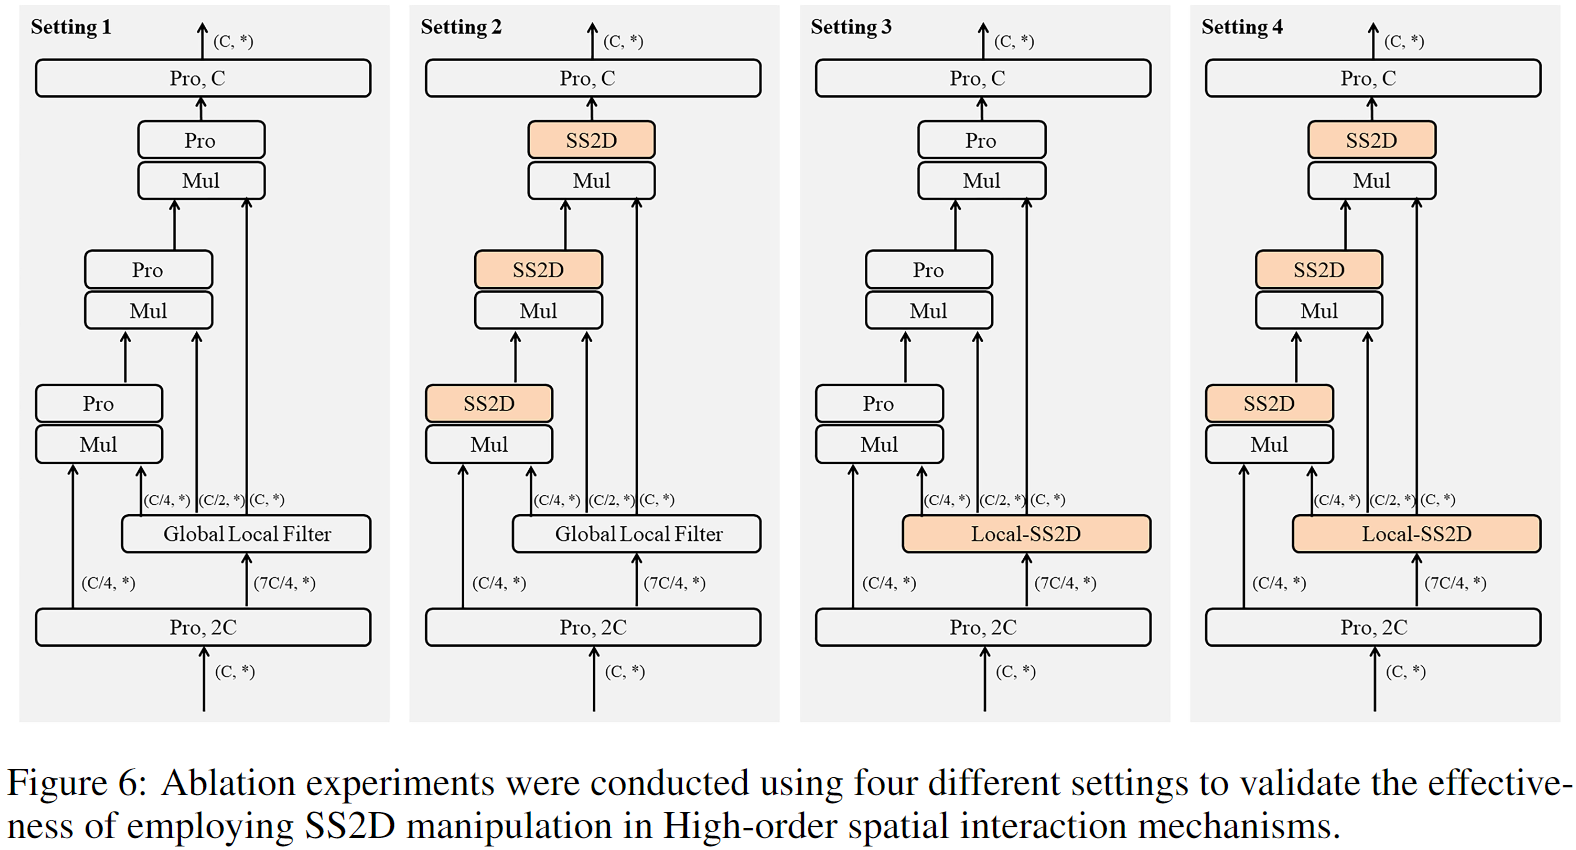 Setting 1
(C, *)
Pro, C
Pro
Mul
Pro
Mul
Pro
Mul
(C/4, *)
(C/2, *)
(C, *)
Global Local Filter
(C/4, *)
(7C/4, *)
Pro, 2C
(C, *)
Setting 2
(C, *)
Pro, C
SS2D
Mul
SS2D
Mul
SS2D
Mul
(C/4, *)
(C/2, *)
(C, *)
Global Local Filter
(C/4, *)
(7C/4, *)
Pro, 2C
(C, *)
Setting 3
(C, *)
Pro, C
Pro
Mul
Pro
Mul
Pro
Mul
(C/4, *)
(C/2, *)
(C, *)
Local-SS2D
(C/4, *)
(7C/4, *)
Pro, 2C
(C, *)
Setting 4
(C, *)
Pro, C
SS2D
Mul
SS2D
Mul
SS2D
Mul
(C/4, *)
(C/2, *)
(C, *)
Local-SS2D
(C/4, *)
(7C/4, *)
Pro, 2C
(C, *)
Figure 6: Ablation experiments were conducted using four different settings to validate the effective-
ness of employing SS2D manipulation in High-order spatial interaction mechanisms.